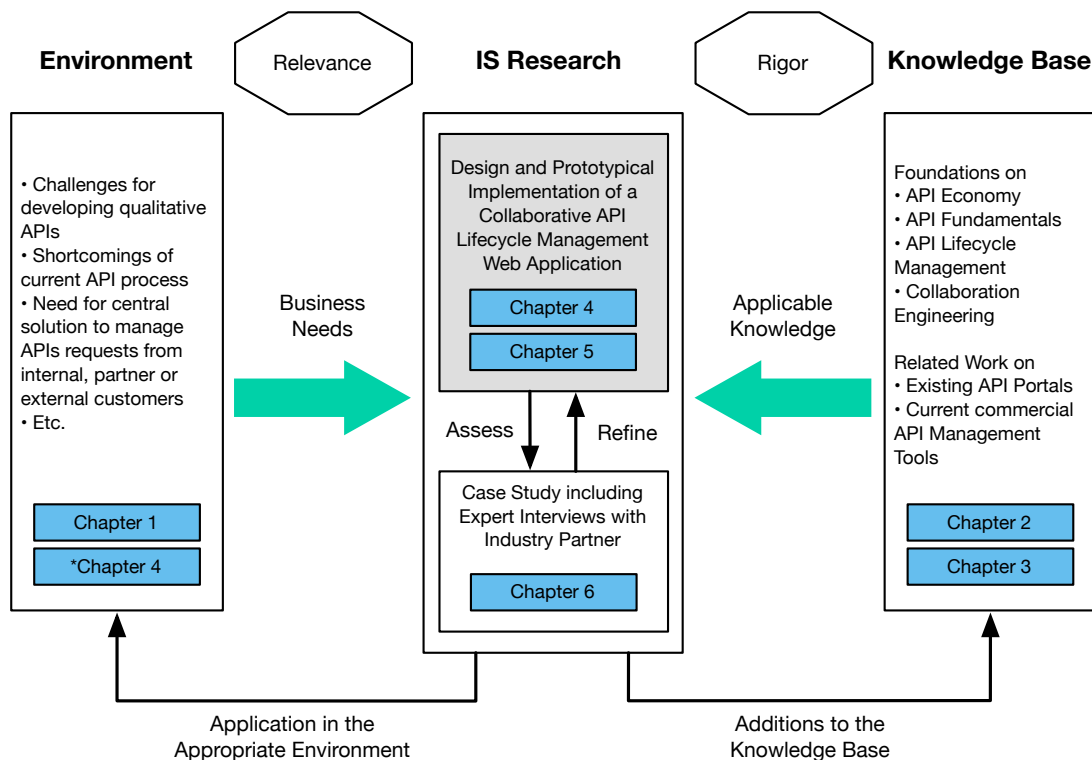 Environment
Relevance
IS Research
Rigor
Knowledge Base
• Challenges for
developing qualitative
APIs
• Shortcomings of
current API process
• Need for central
solution to manage
APIs requests from
internal, partner or
external customers
• Etc.
Chapter 1
*Chapter 4
Business
Needs
Design and Prototypical
Implementation of a
Collaborative API
Lifecycle Management
Web Application
Chapter 4
Chapter 5
Assess
Refine
Case Study including
Expert Interviews with
Industry Partner
Chapter 6
Applicable
Knowledge
Foundations on
• API Economy
• API Fundamentals
• API Lifecycle
Management
• Collaboration
Engineering
Related Work on
• Existing API Portals
• Current commercial
API Management
Tools
Chapter 2
Chapter 3
Application in the
Appropriate Environment
Additions to the
Knowledge Base